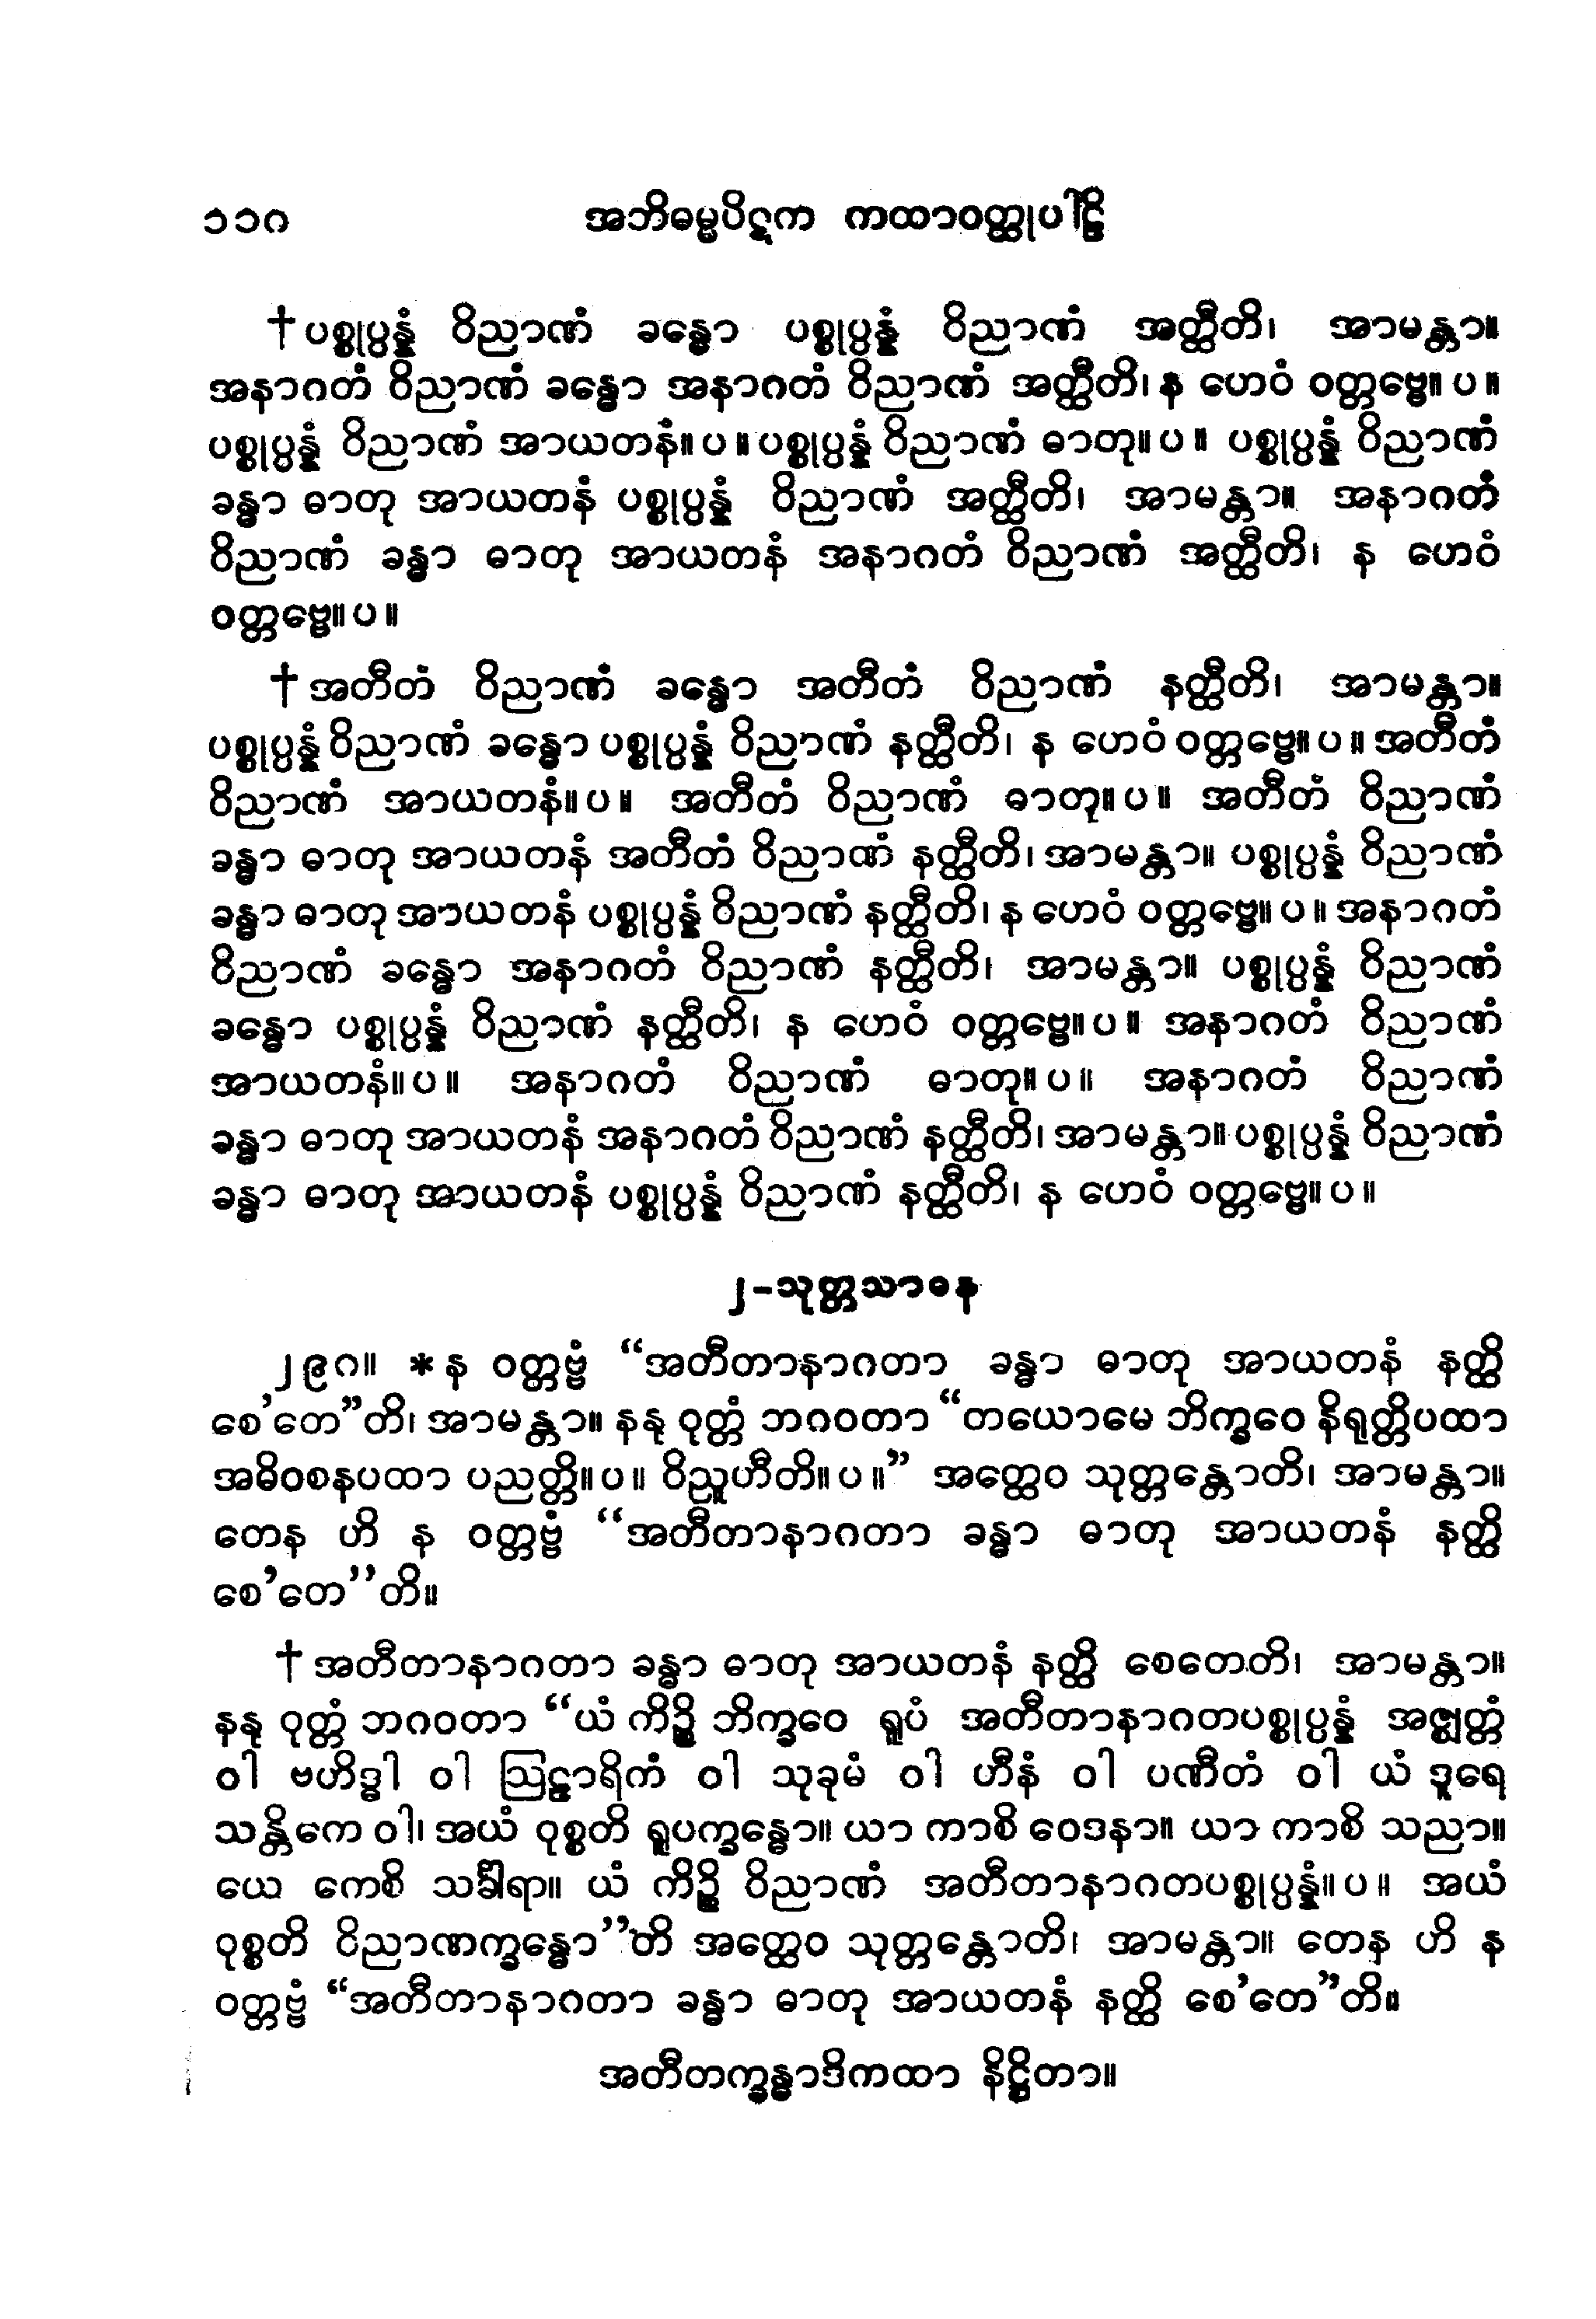 ၁၁၈ အဘိဓမ္မပိဋက ကထာဝတ္ထုပါဠိ
†ပစ္စုပ္ပန္နံ ဝိညာဏံ ခန္ဓော ပစ္စုပ္ပန္နံ ဝိညာဏံ အတ္ထီတိ၊ အာမန္တာ။
အနာဂတံ ဝိညာဏံ ခန္ဓော အနာဂတံ ဝိညာဏံ အတ္ထီတိ၊ န ဟေဝံ ဝတ္တဗ္ဗေ။ပ။
ပစ္စုပ္ပန္နံ ဝိညာဏံ အာယတနံ။ပ။ပစ္စုပ္ပန္နံ ဝိညာဏံ ဓာတု။ပ။ ပစ္စုပ္ပန္နံ ဝိညာဏံ
ခန္ဓာ ဓာတု အာယတနံ ပစ္စုပ္ပန္နံ ဝိညာဏံ အတ္ထီတိ၊ အာမန္တာ။ အနာဂတံ
ဝိညာဏံ ခန္ဓာ ဓာတု အာယတနံ အနာဂတံ ဝိညာဏံ အတ္ထီတိ၊ န ဟေဝံ
ဝတ္တဗ္ဗေ။ပ။
†အတီတံ ဝိညာဏံ ခန္ဓော အတီတံ ဝိညာဏံ နတ္ထီတိ၊ အာမန္တာ။
ပစ္စုပ္ပန္နံ ဝိညာဏံ ခန္ဓော ပစ္စုပ္ပန္နံ ဝိညာဏံ နတ္ထီတိ၊ န ဟေဝံ ဝတ္တဗ္ဗေ။ပ။အတီတံ
ဝိညာဏံ အာယတနံ။ပ။ အတီတံ ဝိညာဏံ ဓာတု။ပ။ အတီတံ ဝိညာဏံ
ခန္ဓာ ဓာတု အာယတနံ အတီတံ ဝိညာဏံ နတ္ထီတိ၊ အာမန္တာ။ ပစ္စုပ္ပန္နံ ဝိညာဏံ
ခန္ဓာ ဓာတု အာယတနံ ပစ္စုပ္ပန္နံ ဝိညာဏံ နတ္ထီတိ၊ န ဟေဝံ ဝတ္တဗ္ဗေ။ပ။အနာဂတံ
ဝိညာဏံ ခန္ဓော အနာဂတံ ဝိညာဏံ နတ္ထီတိ၊ အာမန္တာ။ ပစ္စုပ္ပန္နံ ဝိညာဏံ
ခန္ဓော ပစ္စုပ္ပန္နံ ဝိညာဏံ နတ္ထီတိ၊ န ဟေဝံ ဝတ္တဗ္ဗေ။ပ။ အနာဂတံ ဝိညာဏံ
အာယတနံ။ပ။ အနာဂတံ ဝိညာဏံ ဓာတု။ပ။ အနာဂတံ ဝိညာဏံ
ခန္ဓာ ဓာတု အာယတနံ အနာဂတံ ဝိညာဏံ နတ္ထီတိ၊ အာမန္တာ။ ပစ္စုပ္ပန္နံ ဝိညာဏံ
ခန္ဓာ ဓာတု အာယတနံ ပစ္စုပ္ပန္နံ ဝိညာဏံ နတ္ထီတိ၊ န ဟေဝံ ဝတ္တဗ္ဗေ။ပ။
၂-သုတ္တသာဓန
၂၉၈။ *န ဝတ္တဗ္ဗံ “အတီတာနာဂတာ ခန္ဓာ ဓာတု အာယတနံ နတ္ထိ
စေ’တေ”တိ၊ အာမန္တာ။ နနု ဝုတ္တံ ဘဂဝတာ “တယောမေ ဘိက္ခဝေ နိရုတ္တိပထာ
အဓိဝစနပထာ ပညတ္တိ။ပ။ ဝိညူဟီတိ။ပ။” အတ္ထေဝ သုတ္တန္တောတိ၊ အာမန္တာ။
တေန ဟိ န ဝတ္တဗ္ဗံ “အတီတာနာဂတာ ခန္ဓာ ဓာတု အာယတနံ နတ္ထိ
စေ’တေ”တိ။
†အတီတာနာဂတာ ခန္ဓာ ဓာတု အာယတနံ နတ္ထိ စေတေတိ၊ အာမန္တာ။
နနု ဝုတ္တံ ဘဂဝတာ “ယံ ကိဉ္စိ ဘိက္ခဝေ ရူပံ အတီတာနာဂတပစ္စုပ္ပန္နံ အဇ္ဈတ္တံ
ဝါ ဗဟိဒ္ဓါ ဝါ ဩဠာရိကံ ဝါ သုခုမံ ဝါ ဟီနံ ဝါ ပဏီတံ ဝါ ယံ ဒူရေ
သန္တိကေ ဝါ၊ အယံ ဝုစ္စတိ ရူပက္ခန္ဓော။ ယာ ကာစိ ဝေဒနာ။ ယာ ကာစိ သညာ။
ယေ ကေစိ သင်္ခါရာ။ ယံ ကိဉ္စိ ဝိညာဏံ အတီတာနာဂတပစ္စုပ္ပန္နံ။ပ။ အယံ
ဝုစ္စတိ ဝိညာဏက္ခန္ဓော”တိ အတ္ထေဝ သုတ္တန္တောတိ၊ အာမန္တာ။ တေန ဟိ န
ဝတ္တဗ္ဗံ “အတီတာနာဂတာ ခန္ဓာ ဓာတု အာယတနံ နတ္ထိ စေ’တေ”တိ။
အတီတက္ခန္ဓာဒိကထာ နိဋ္ဌိတာ။